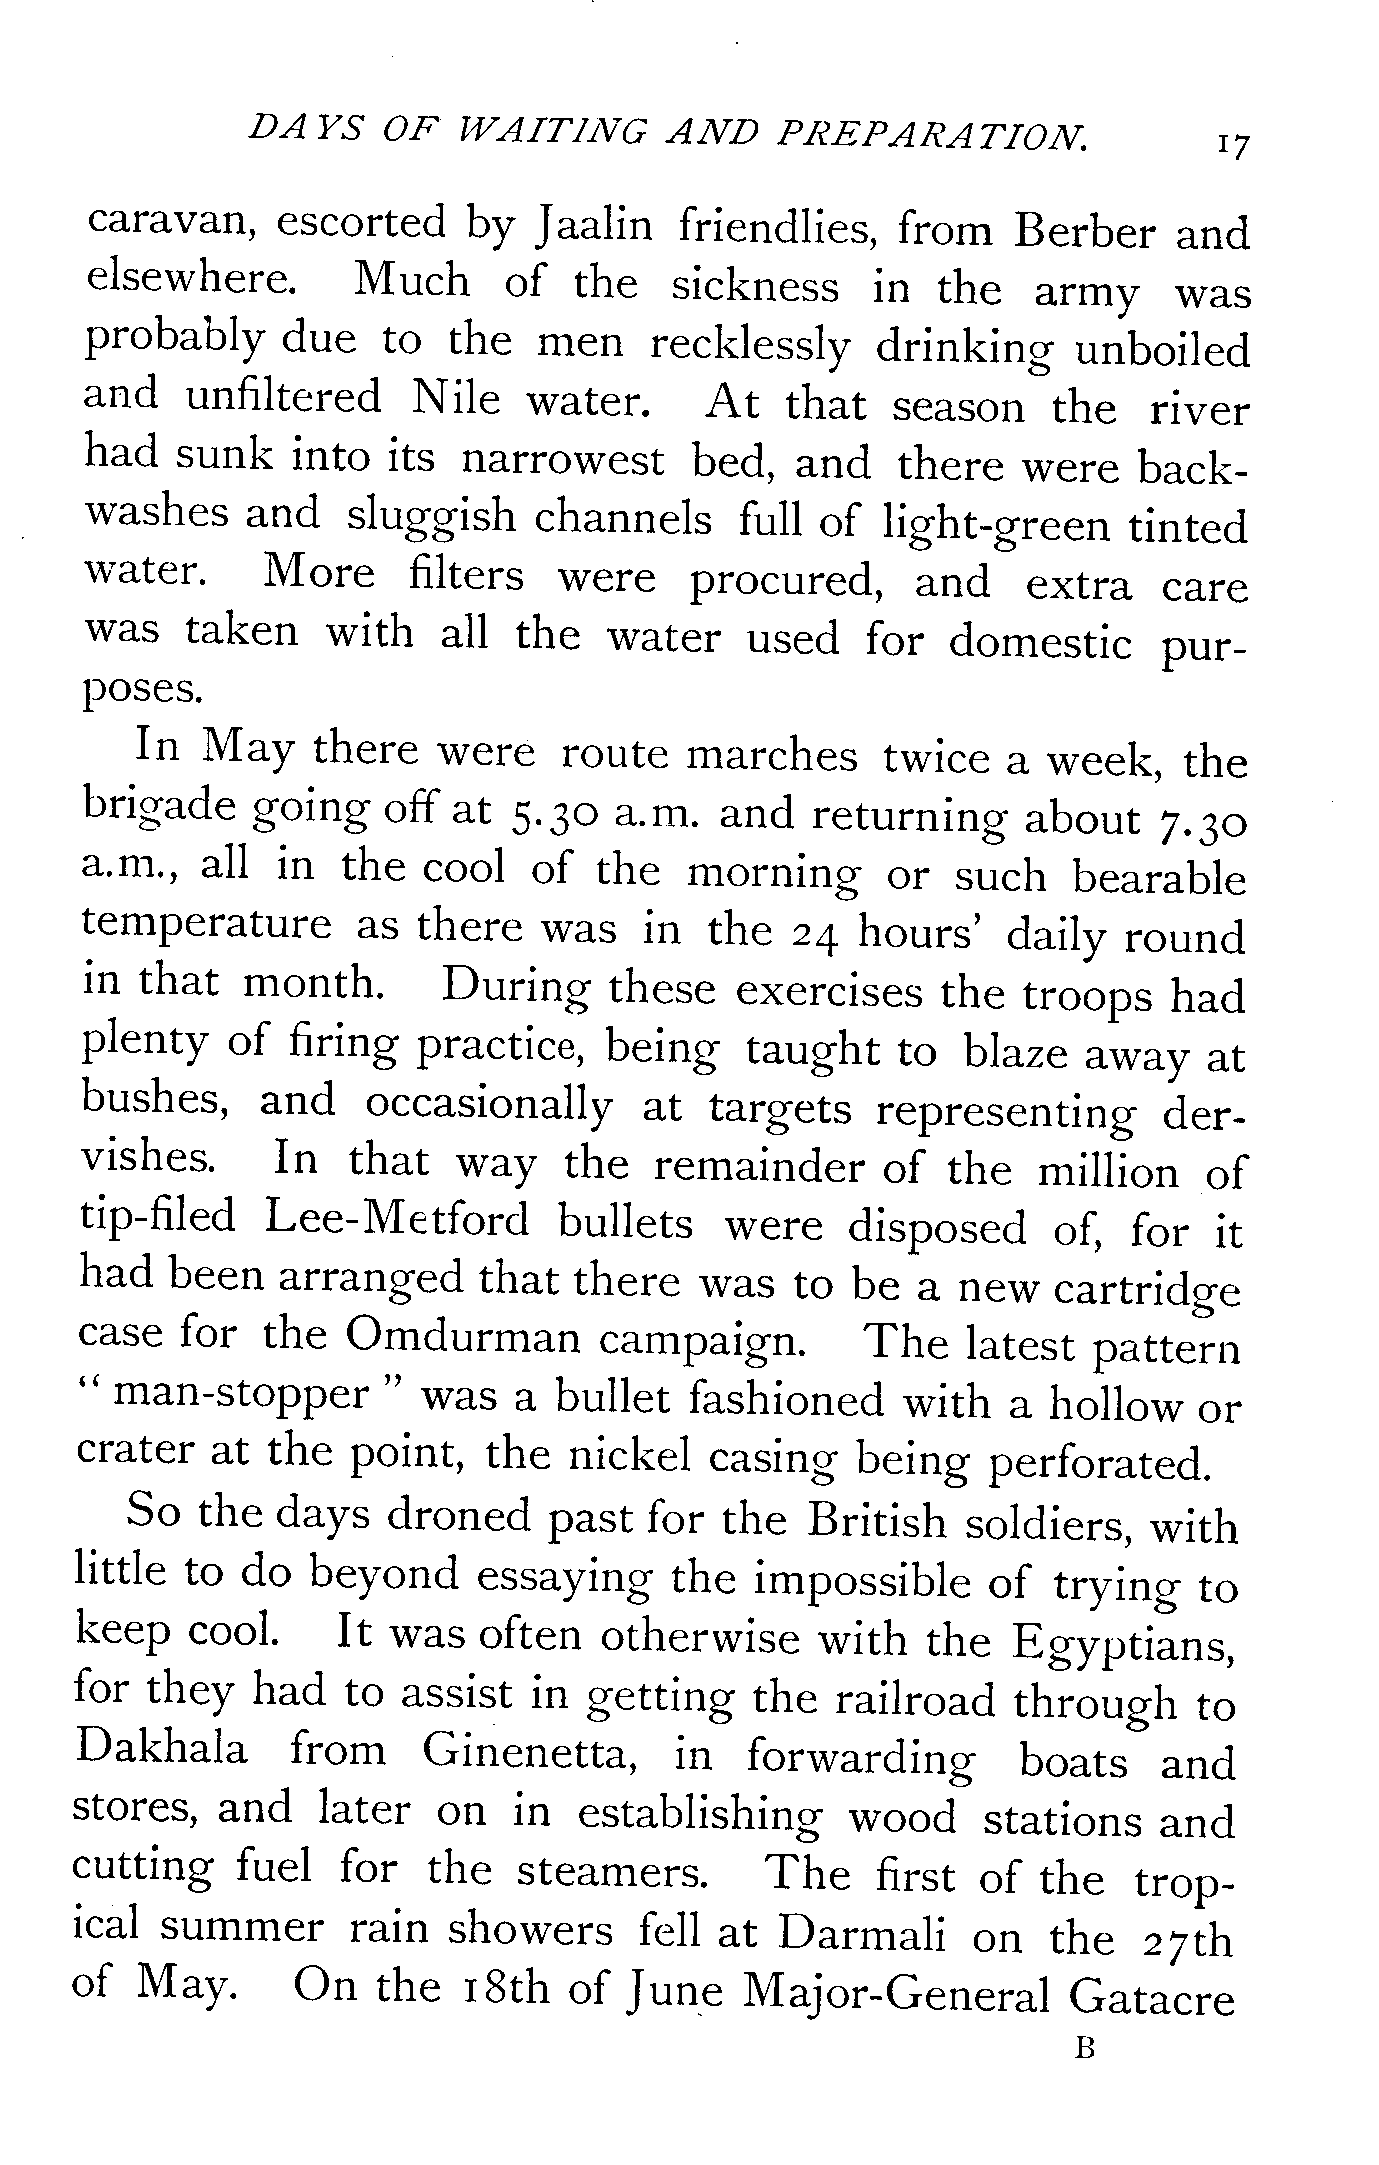 DAYS OF WAITING AND PREPARATION. 17
caravan, escorted by Jaalin friendlies, from Berber and
elsewhere. Much of the sickness in the army was
probably due to the men recklessly drinking unboiled
and unfiltered Nile water. At that season the river
had sunk into its narrowest bed, and there were back-
washes and sluggish channels full of light-green tinted
water. More filters were procured, and extra care
was taken with all the water used for domestic pur-
poses.
In May there were route marches twice a week, the
brigade going off at 5.30 a.m. and returning about 7.30
a.m., all in the cool of the morning or such bearable
temperature as there was in the 24 hours' daily round
in that month. During these exercises the troops had
plenty of firing practice, being taught to blaze away at
bushes, and occasionally at targets representing der-
vishes. In that way the remainder of the million of
tip-filed Lee-Metford bullets were disposed of, for it
had been arranged that there was to be a new cartridge
case for the Omdurman campaign. The latest pattern
"man-stopper" was a bullet fashioned with a hollow or
crater at the point, the nickel casing being perforated.
So the days droned past for the British soldiers, with
little to do beyond essaying the impossible of trying to
keep cool. It was often otherwise with the Egyptians,
for they had to assist in getting the railroad through to
Dakhala from Ginenetta, in forwarding boats and
stores, and later on in establishing wood stations and
cutting fuel for the steamers. The first of the trop-
ical summer rain showers fell at Darmali on the 27th
of May. On the 18th of June Major-General Gatacre
B